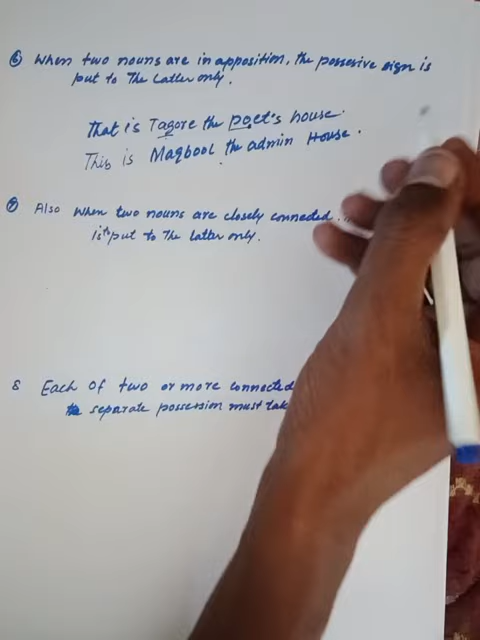 ⑥ When two nouns are in apposition, the possessive sign is
put to The Latter only.
That is Tagore the poet's house.
This is Maqbool the admin House.
⑦ Also when two nouns are closely connected
is to put to The latter only.
8 Each of two or more connected
separate possession must tak